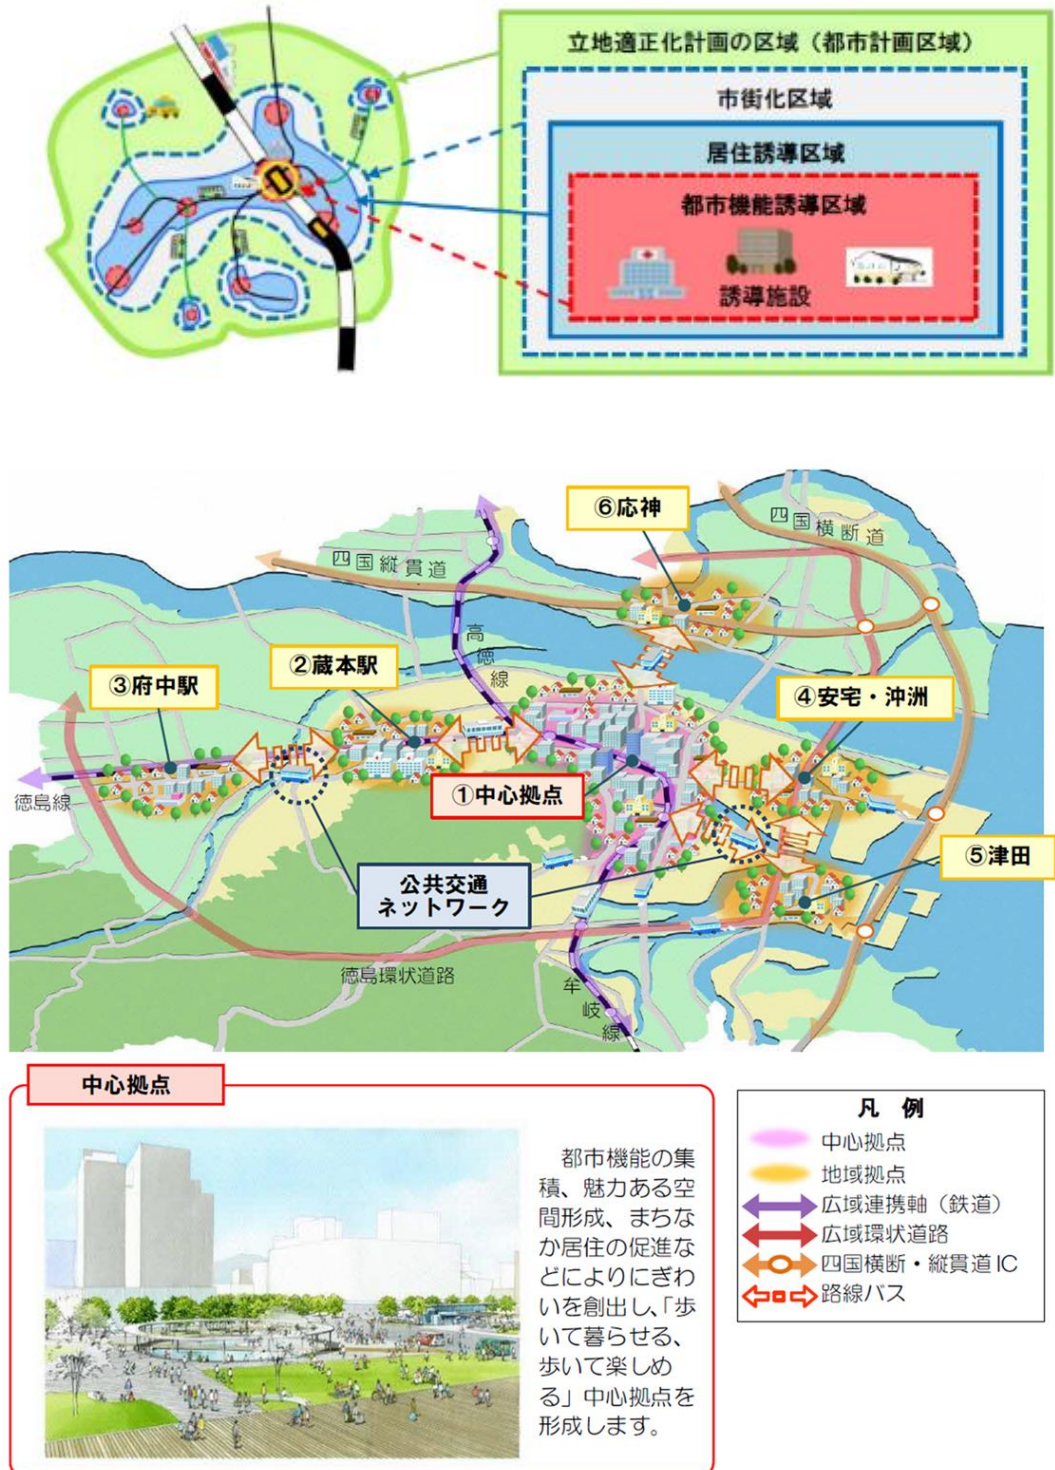 立地適正化計画の区域（都市計画区域）
市街化区域
居住誘導区域
都市機能誘導区域
誘導施設
⑥応神
四国横断道
四国縦貫道
高徳線
②蔵本駅
③府中駅
④安宅・沖洲
徳島線
①中心拠点
⑤津田
公共交通
ネットワーク
徳島環状道路
牟岐線
中心拠点
都市機能の集
積、魅力ある空
間形成、まちな
か居住の促進な
どによりにぎわ
いを創出し、「歩
いて暮らせる、
歩いて楽しめ
る」中心拠点を
形成します。
凡 例
中心拠点
地域拠点
広域連携軸（鉄道）
広域環状道路
四国横断・縦貫道 IC
路線バス